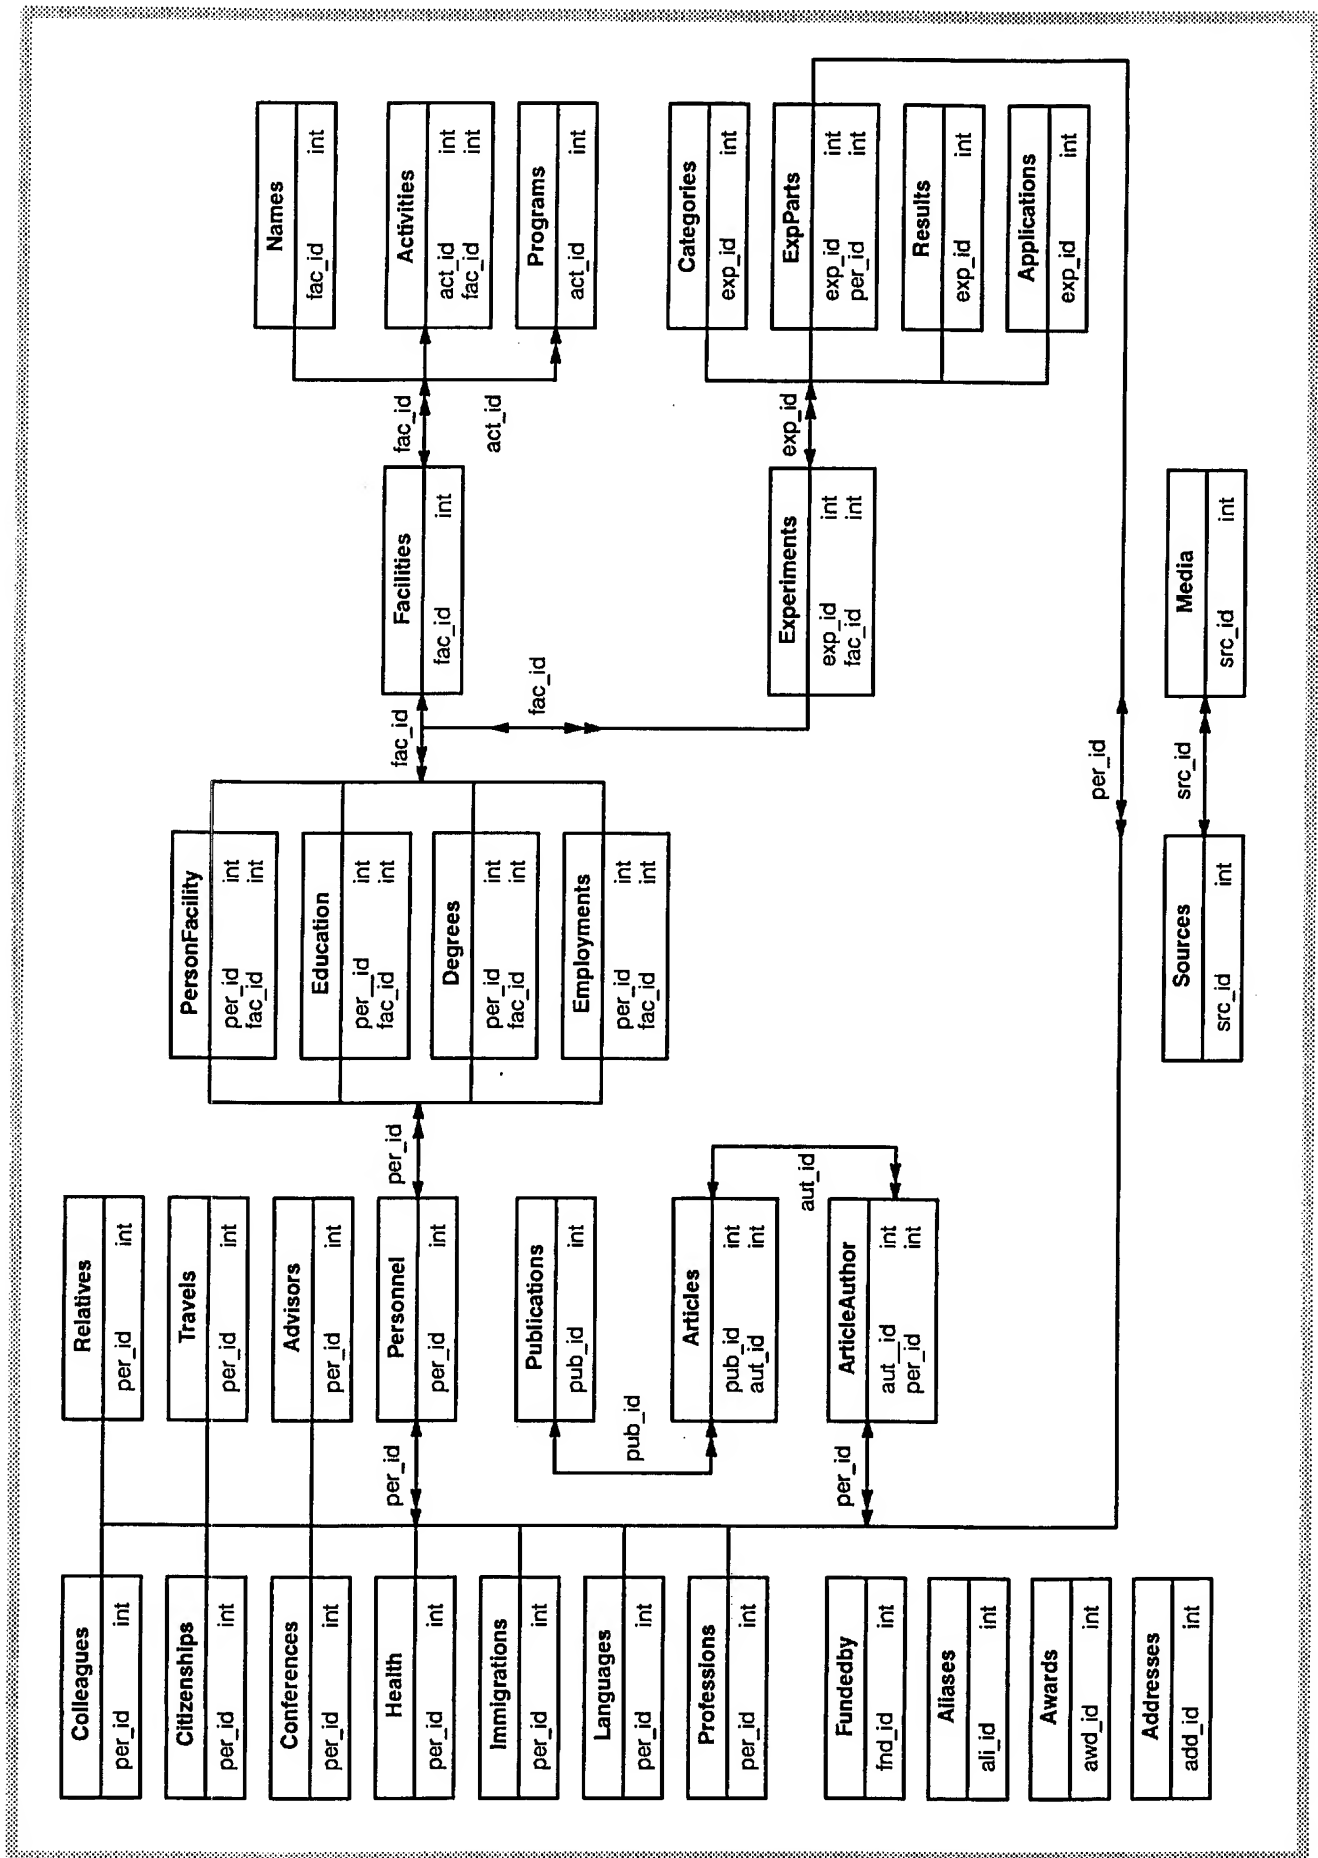 Colleagues
per_id int
Citizenships
per_id int
Conferences
per_id int
Health
per_id int
Immigrations
per_id int
Languages
per_id int
Professions
per_id int
Fundedby
fnd_id int
Aliases
ali_id int
Awards
awd_id int
Addresses
add_id int
Relatives
per_id int
Travels
per_id int
Advisors
per_id int
per_id
Personnel
per_id int
per_id
Publications
pub_id int
pub_id
Articles
pub_id int
aut_id int
aut_id
per_id
ArticleAuthor
aut_id int
per_id int
PersonFacility
per_id int
fac_id int
Education
per_id int
fac_id int
Degrees
per_id int
fac_id int
Employments
per_id int
fac_id int
fac_id
fac_id
Facilities
fac_id int
fac_id
act_id
Names
fac_id int
Activities
act_id int
fac_id int
Programs
act_id int
Experiments
exp_id int
fac_id int
exp_id
Categories
exp_id int
ExpParts
exp_id int
per_id int
Results
exp_id int
Applications
exp_id int
per_id
Sources
src_id int
src_id
Media
src_id int